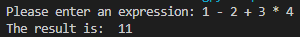 Please enter an expression: 1 - 2 + 3 * 4
The result is:  11